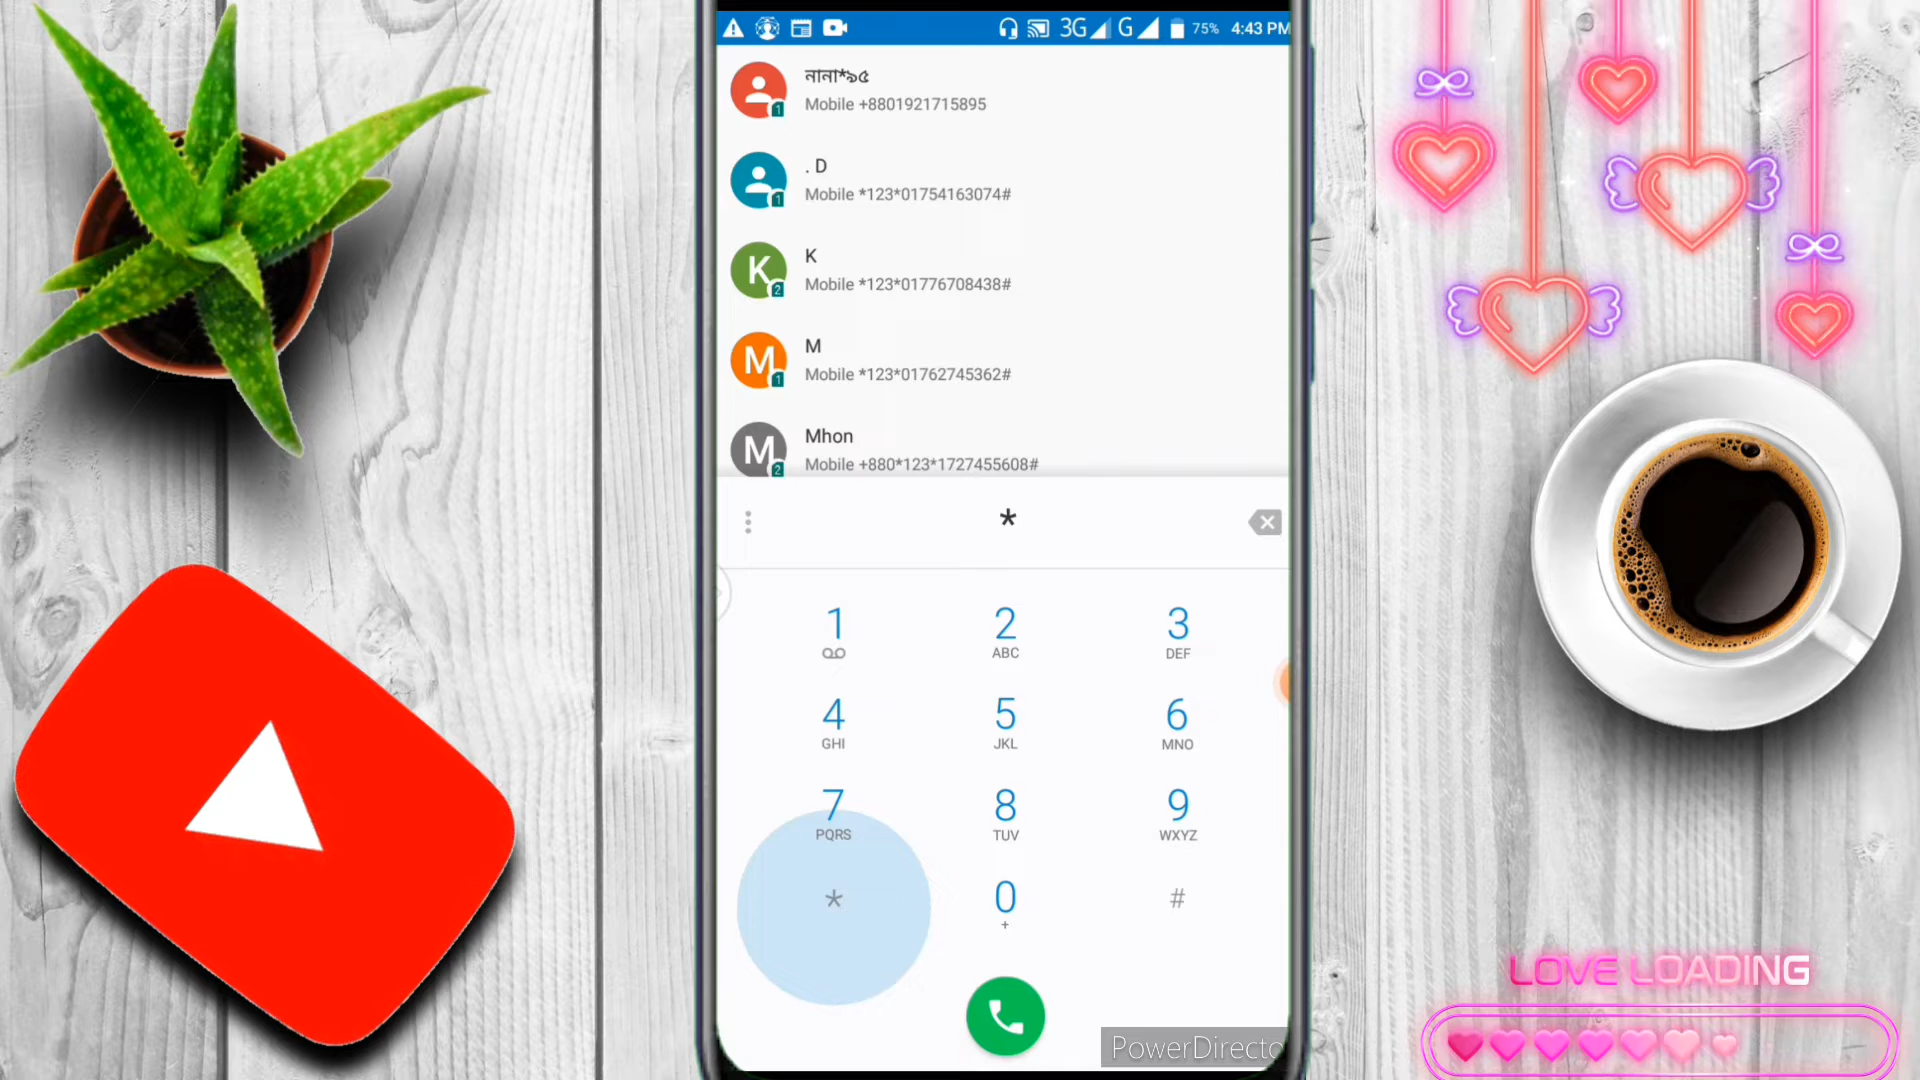 3G G 75% 4:43 PM
নানা*৯৫
Mobile +8801921715895
. D
Mobile *123*01754163074#
K
K
Mobile *123*01776708438#
M
M
Mobile *123*01762745362#
M
Mhon
Mobile +880*123*1727455608#
*
1 2 3
ABC DEF
4 5 6
GHI JKL MNO
7 8 9
PQRS TUV WXYZ
* 0 #
+
PowerDirecto
LOVE LOADING